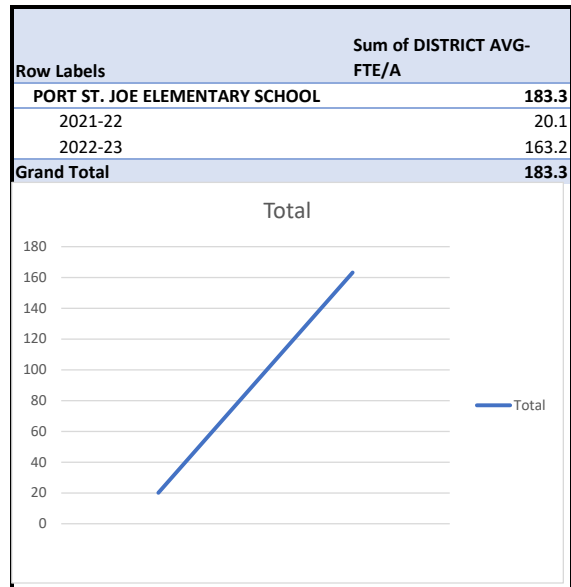 Sum of DISTRICT AVG-
Row Labels FTE/A
PORT ST. JOE ELEMENTARY SCHOOL 183.3
2021-22 20.1
2022-23 163.2
Grand Total 183.3
Total
180
160
140
120
100
80
60
40
20
0
Total